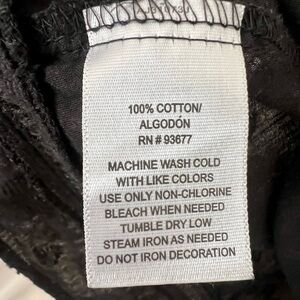 100% COTTON/
ALGODÓN
RN # 93677
MACHINE WASH COLD
WITH LIKE COLORS
USE ONLY NON-CHLORINE
BLEACH WHEN NEEDED
TUMBLE DRY LOW
STEAM IRON AS NEEDED
DO NOT IRON DECORATION